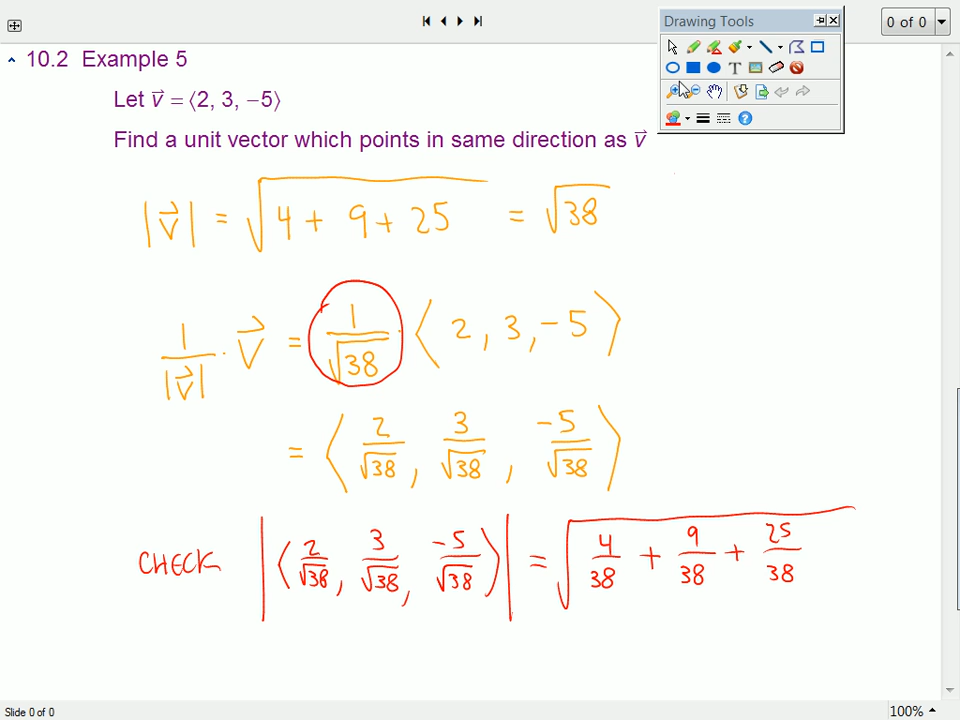 Drawing Tools
0 of 0
10.2 Example 5
Let v⃗ = ⟨2, 3, −5⟩
Find a unit vector which points in same direction as v⃗
|v⃗| = √(4 + 9 + 25) = √38
1/|v⃗| · v⃗ = 1/√38 · ⟨2, 3, −5⟩
= ⟨2/√38, 3/√38, −5/√38⟩
CHECK |⟨2/√38, 3/√38, −5/√38⟩| = √(4/38 + 9/38 + 25/38)
Slide 0 of 0
100%